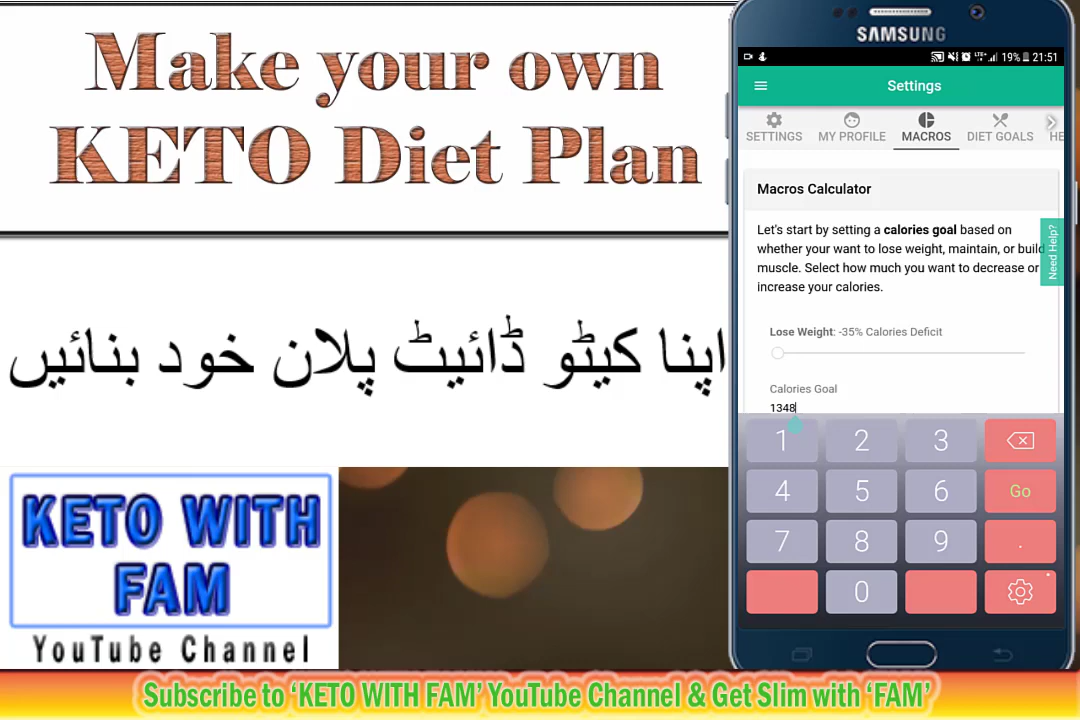 Make your own
KETO Diet Plan
اپنا کیٹو ڈائیٹ پلان خود بنائیں
KETO WITH
FAM
YouTube Channel
SAMSUNG
LTE+ 19% 21:51
Settings
SETTINGS MY PROFILE MACROS DIET GOALS HE
Macros Calculator
Let's start by setting a calories goal based on
whether your want to lose weight, maintain, or build
muscle. Select how much you want to decrease or
increase your calories.
Need Help?
Lose Weight: -35% Calories Deficit
Calories Goal
1348
1 2 3
4 5 6 Go
7 8 9 .
0
Subscribe to ‘KETO WITH FAM’ YouTube Channel & Get Slim with ‘FAM’